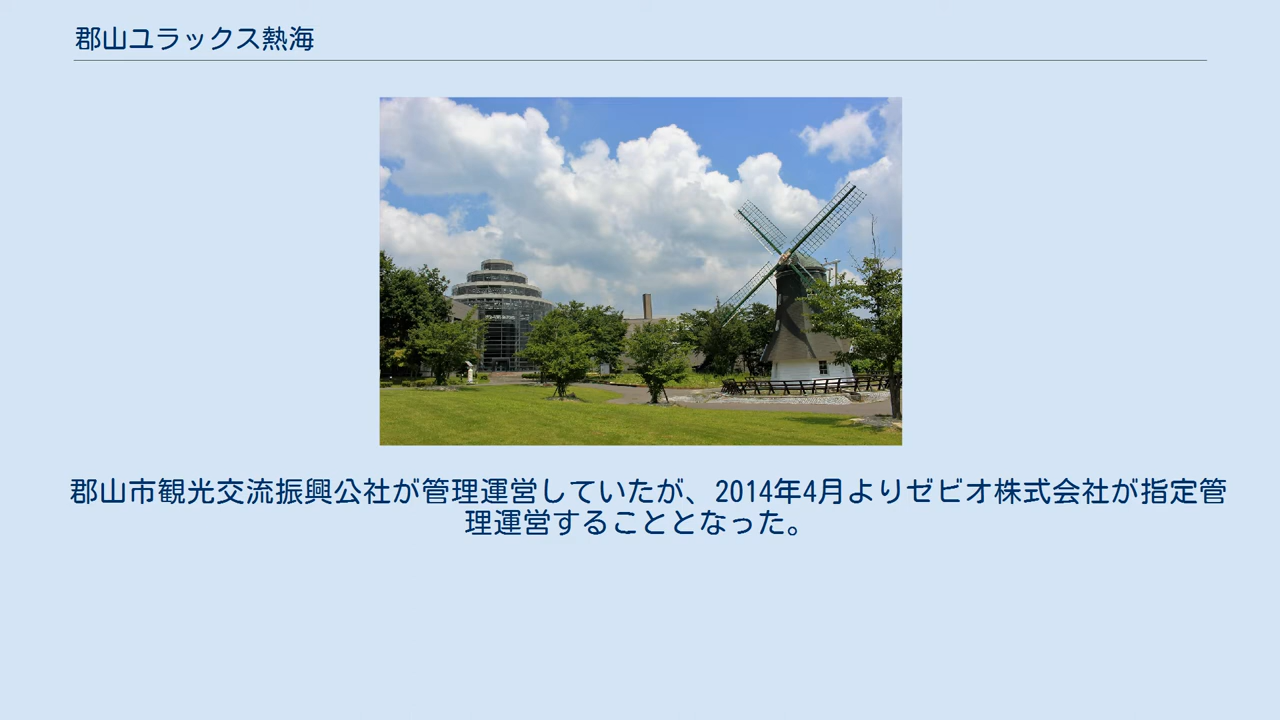 郡山ユラックス熱海
郡山市観光交流振興公社が管理運営していたが、2014年4月よりゼビオ株式会社が指定管
理運営することとなった。